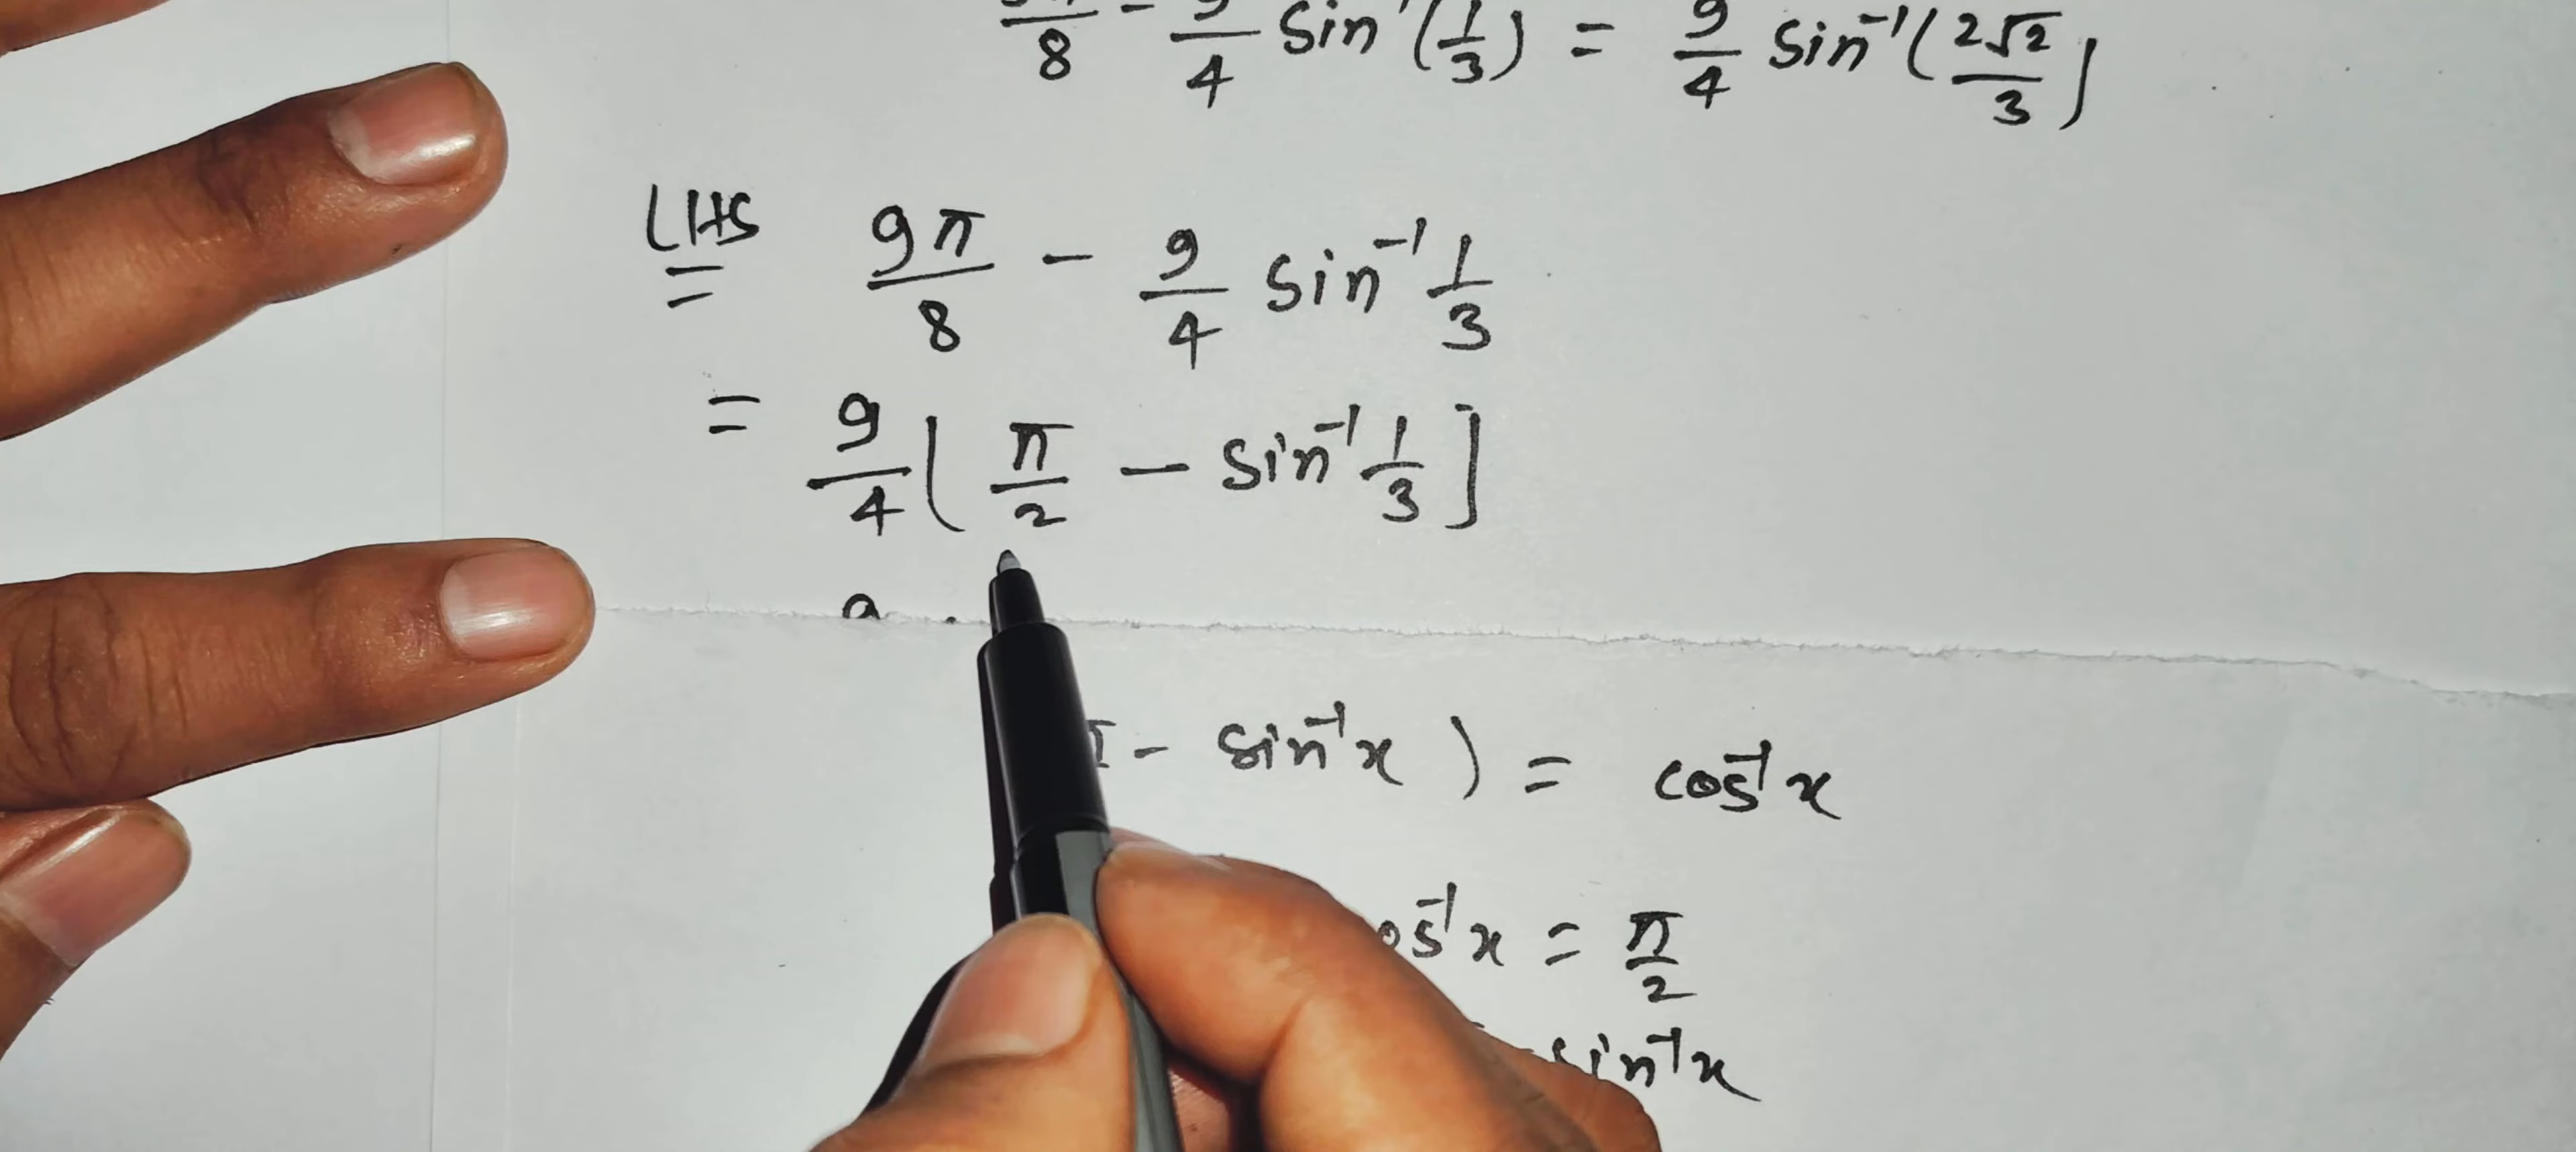 8 - 9/4 sin⁻¹(1/3) = 9/4 sin⁻¹(2√2/3)
LHS 9π/8 - 9/4 sin⁻¹ 1/3
= 9/4 [π/2 - sin⁻¹ 1/3]
- sin⁻¹x) = cos⁻¹x
os⁻¹x = π/2
sin⁻¹x